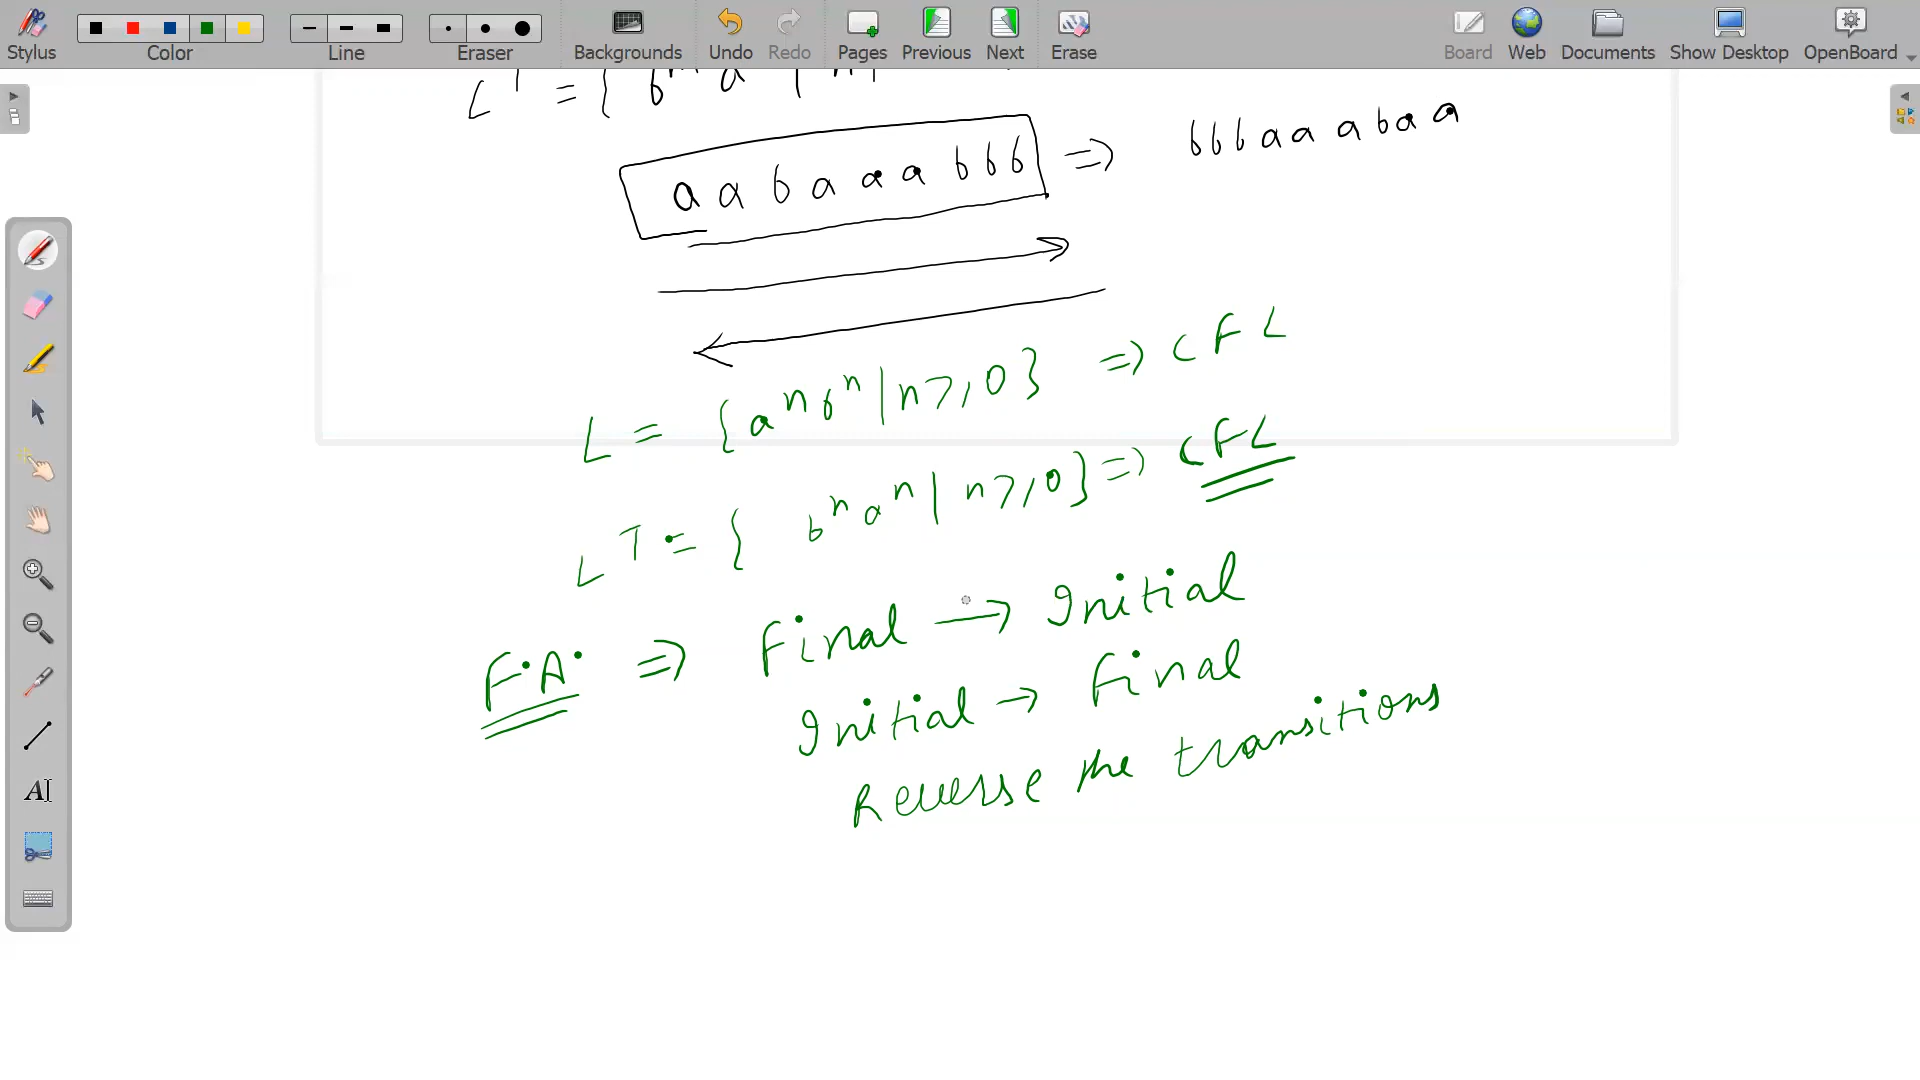 Stylus Color Line Eraser Backgrounds Undo Redo Pages Previous Next Erase Board Web Documents Show Desktop OpenBoard
a a b a a a b b b ⇒ b b b a a a b a a
L = {aⁿbⁿ | n ≥, 0} ⇒ CFL
Lᵀ = { bⁿaⁿ | n ≥, 0} ⇒ CFL
F.A. ⇒ Final → Initial
Initial → Final
Reverse the transitions